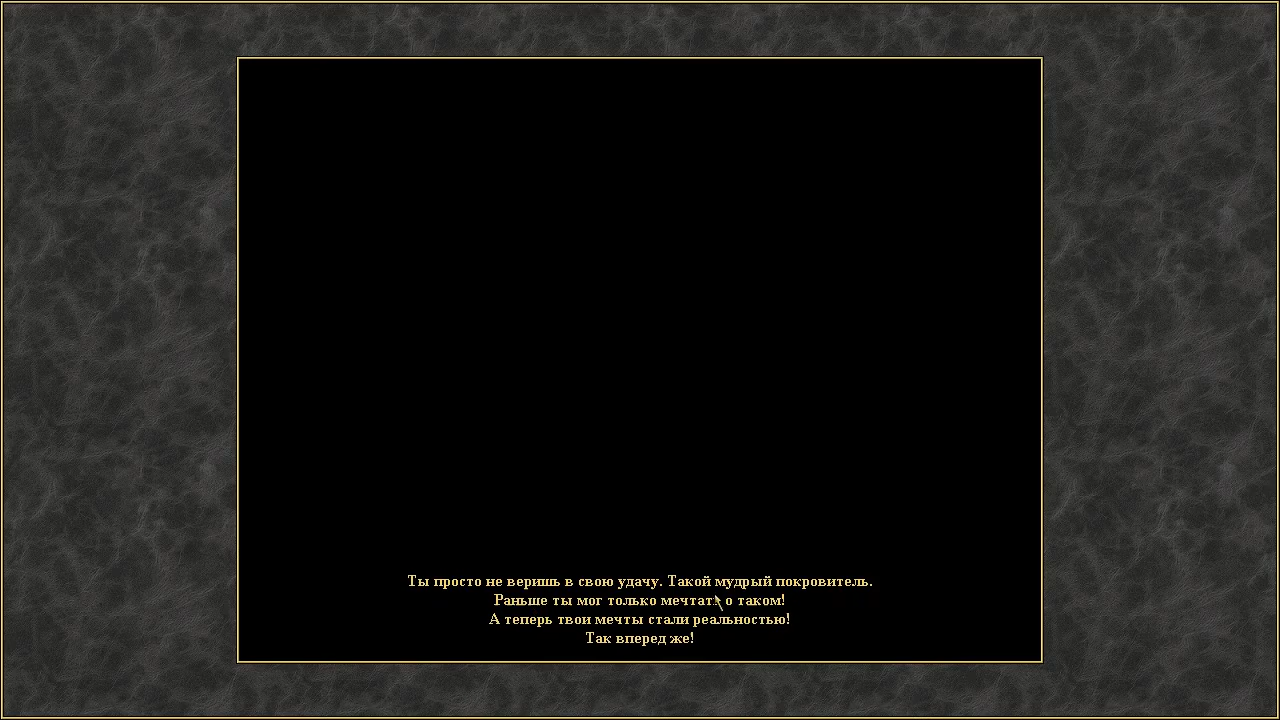 Ты просто не веришь в свою удачу. Такой мудрый покровитель.
Раньше ты мог только мечтать о таком!
А теперь твои мечты стали реальностью!
Так вперед же!